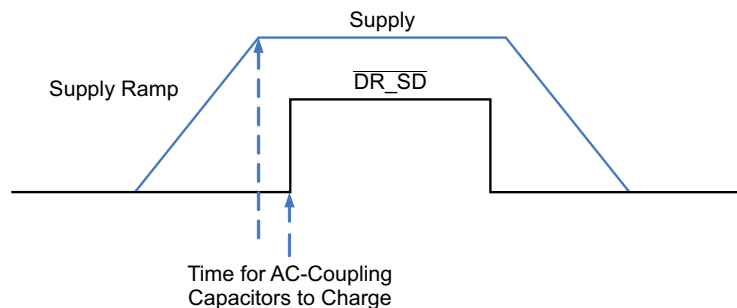 Supply
Supply Ramp
DR_SD
Time for AC-Coupling
Capacitors to Charge